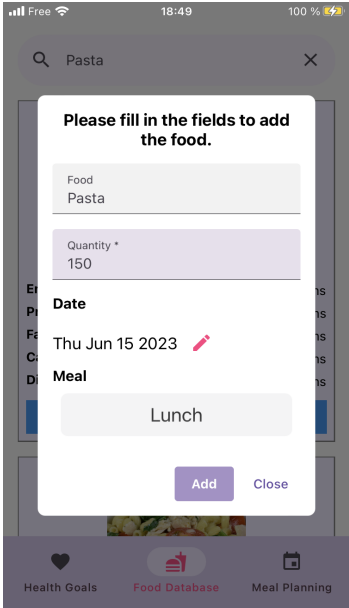 Free
18:49
100 %
Pasta
Please fill in the fields to add
the food.
Food
Pasta
Quantity *
150
Date
Thu Jun 15 2023
Meal
Lunch
Add
Close
Health Goals
Food Database
Meal Planning